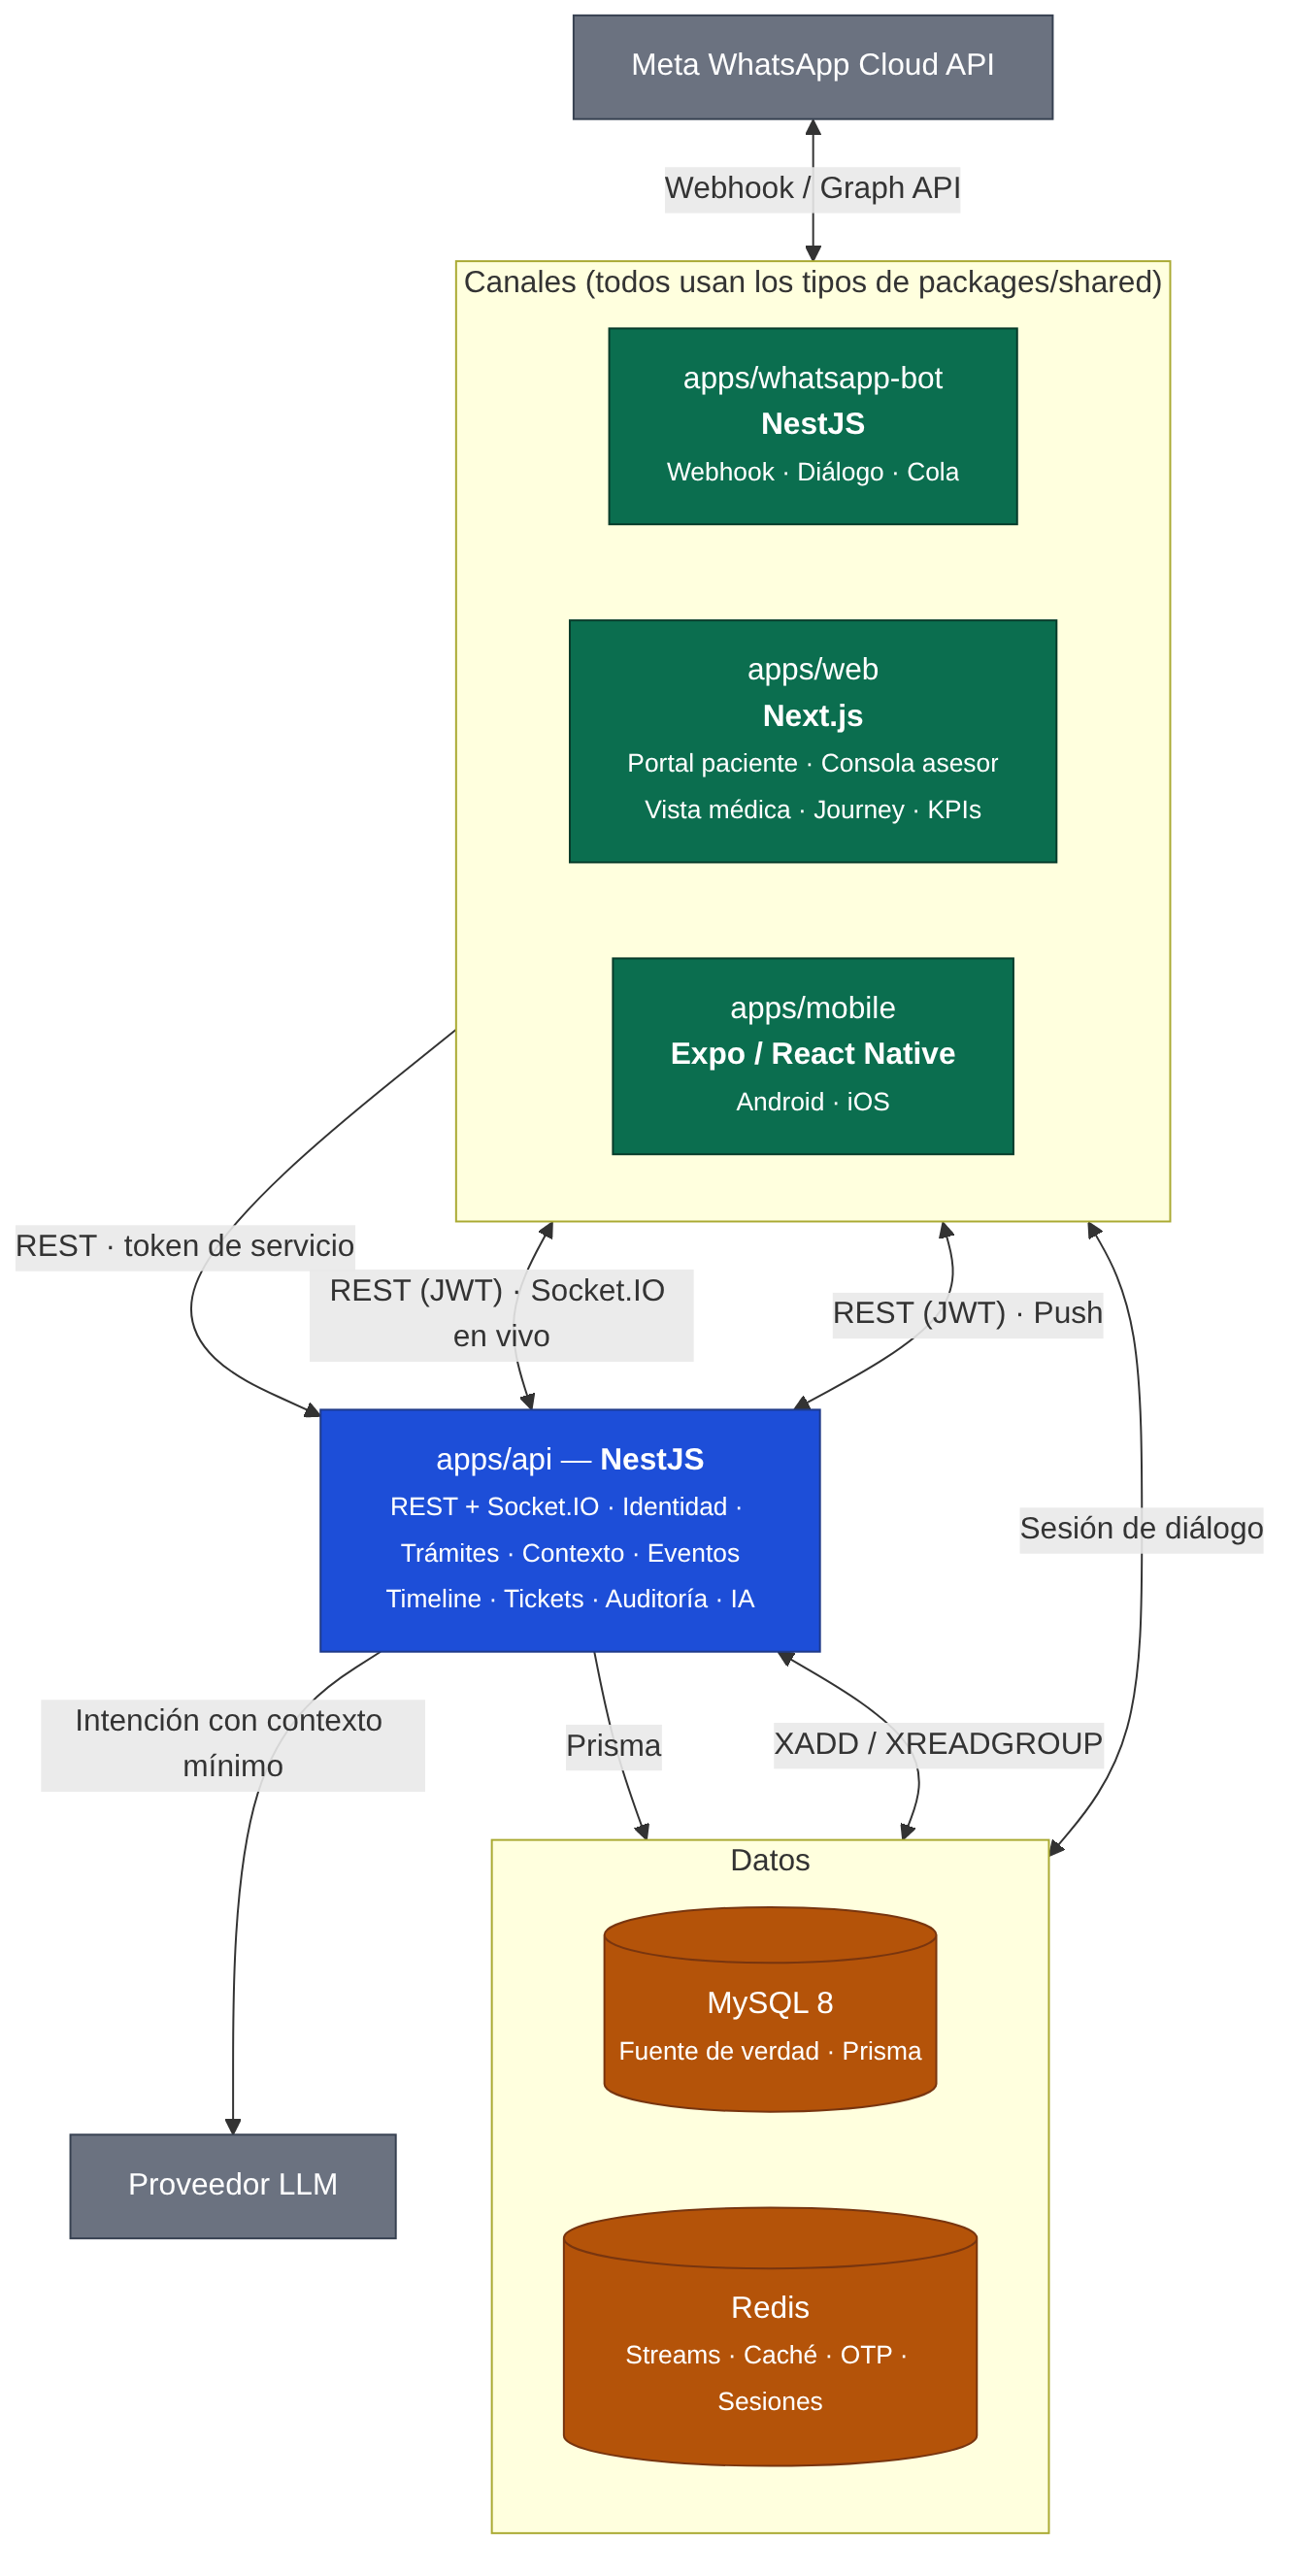 Meta WhatsApp Cloud API
Webhook / Graph API
Canales (todos usan los tipos de packages/shared)
apps/whatsapp-bot
NestJS
Webhook · Diálogo · Cola
apps/web
Next.js
Portal paciente · Consola asesor
Vista médica · Journey · KPIs
apps/mobile
Expo / React Native
Android · iOS
REST · token de servicio
REST (JWT) · Socket.IO
en vivo
REST (JWT) · Push
apps/api — NestJS
REST + Socket.IO · Identidad ·
Trámites · Contexto · Eventos
Timeline · Tickets · Auditoría · IA
Sesión de diálogo
Intención con contexto
mínimo
Prisma
XADD / XREADGROUP
Datos
MySQL 8
Fuente de verdad · Prisma
Proveedor LLM
Redis
Streams · Caché · OTP ·
Sesiones